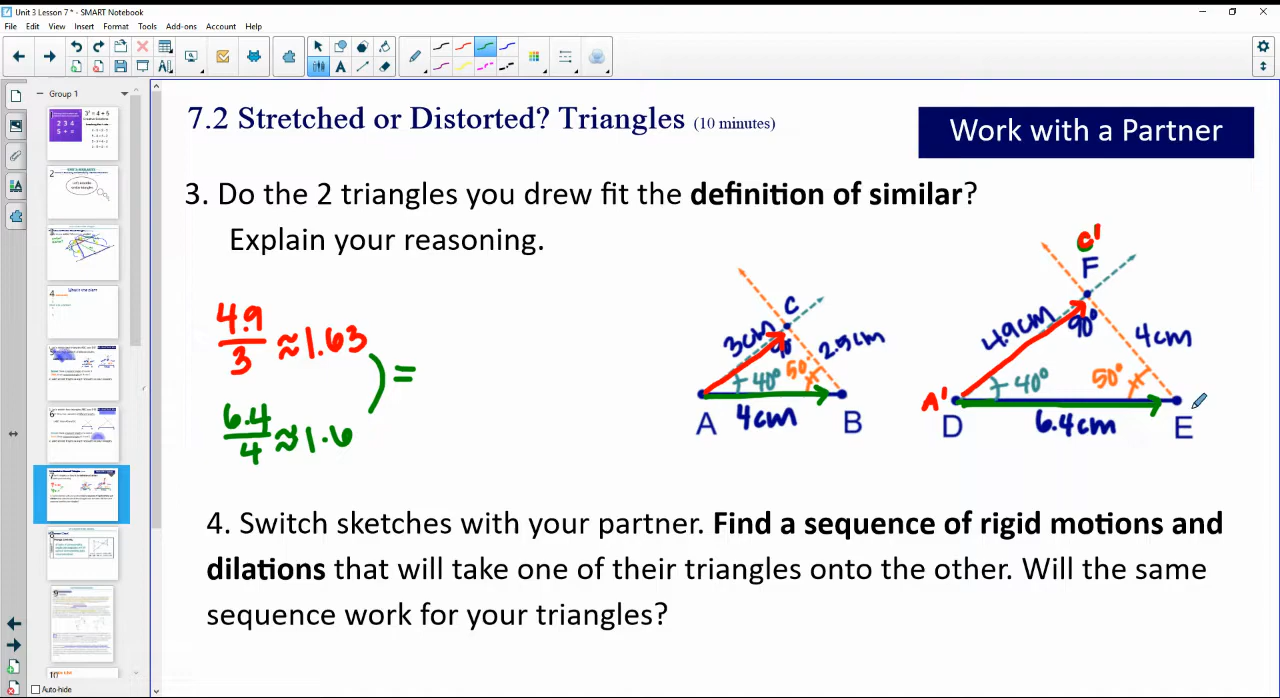 Unit 3 Lesson 7 * - SMART Notebook
File Edit View Insert Format Tools Add-ons Account Help
Group 1
7.2 Stretched or Distorted? Triangles (10 minutes)
Work with a Partner
3. Do the 2 triangles you drew fit the definition of similar?
Explain your reasoning.
4.9
3
≈1.63
) =
6.4
4
≈1.6
C
3cm
90°
2.5cm
40°
50°
A
4cm
B
C'
F
4.9cm
90°
4cm
40°
50°
A'
D
6.4cm
E
4. Switch sketches with your partner. Find a sequence of rigid motions and
dilations that will take one of their triangles onto the other. Will the same
sequence work for your triangles?
Auto-hide